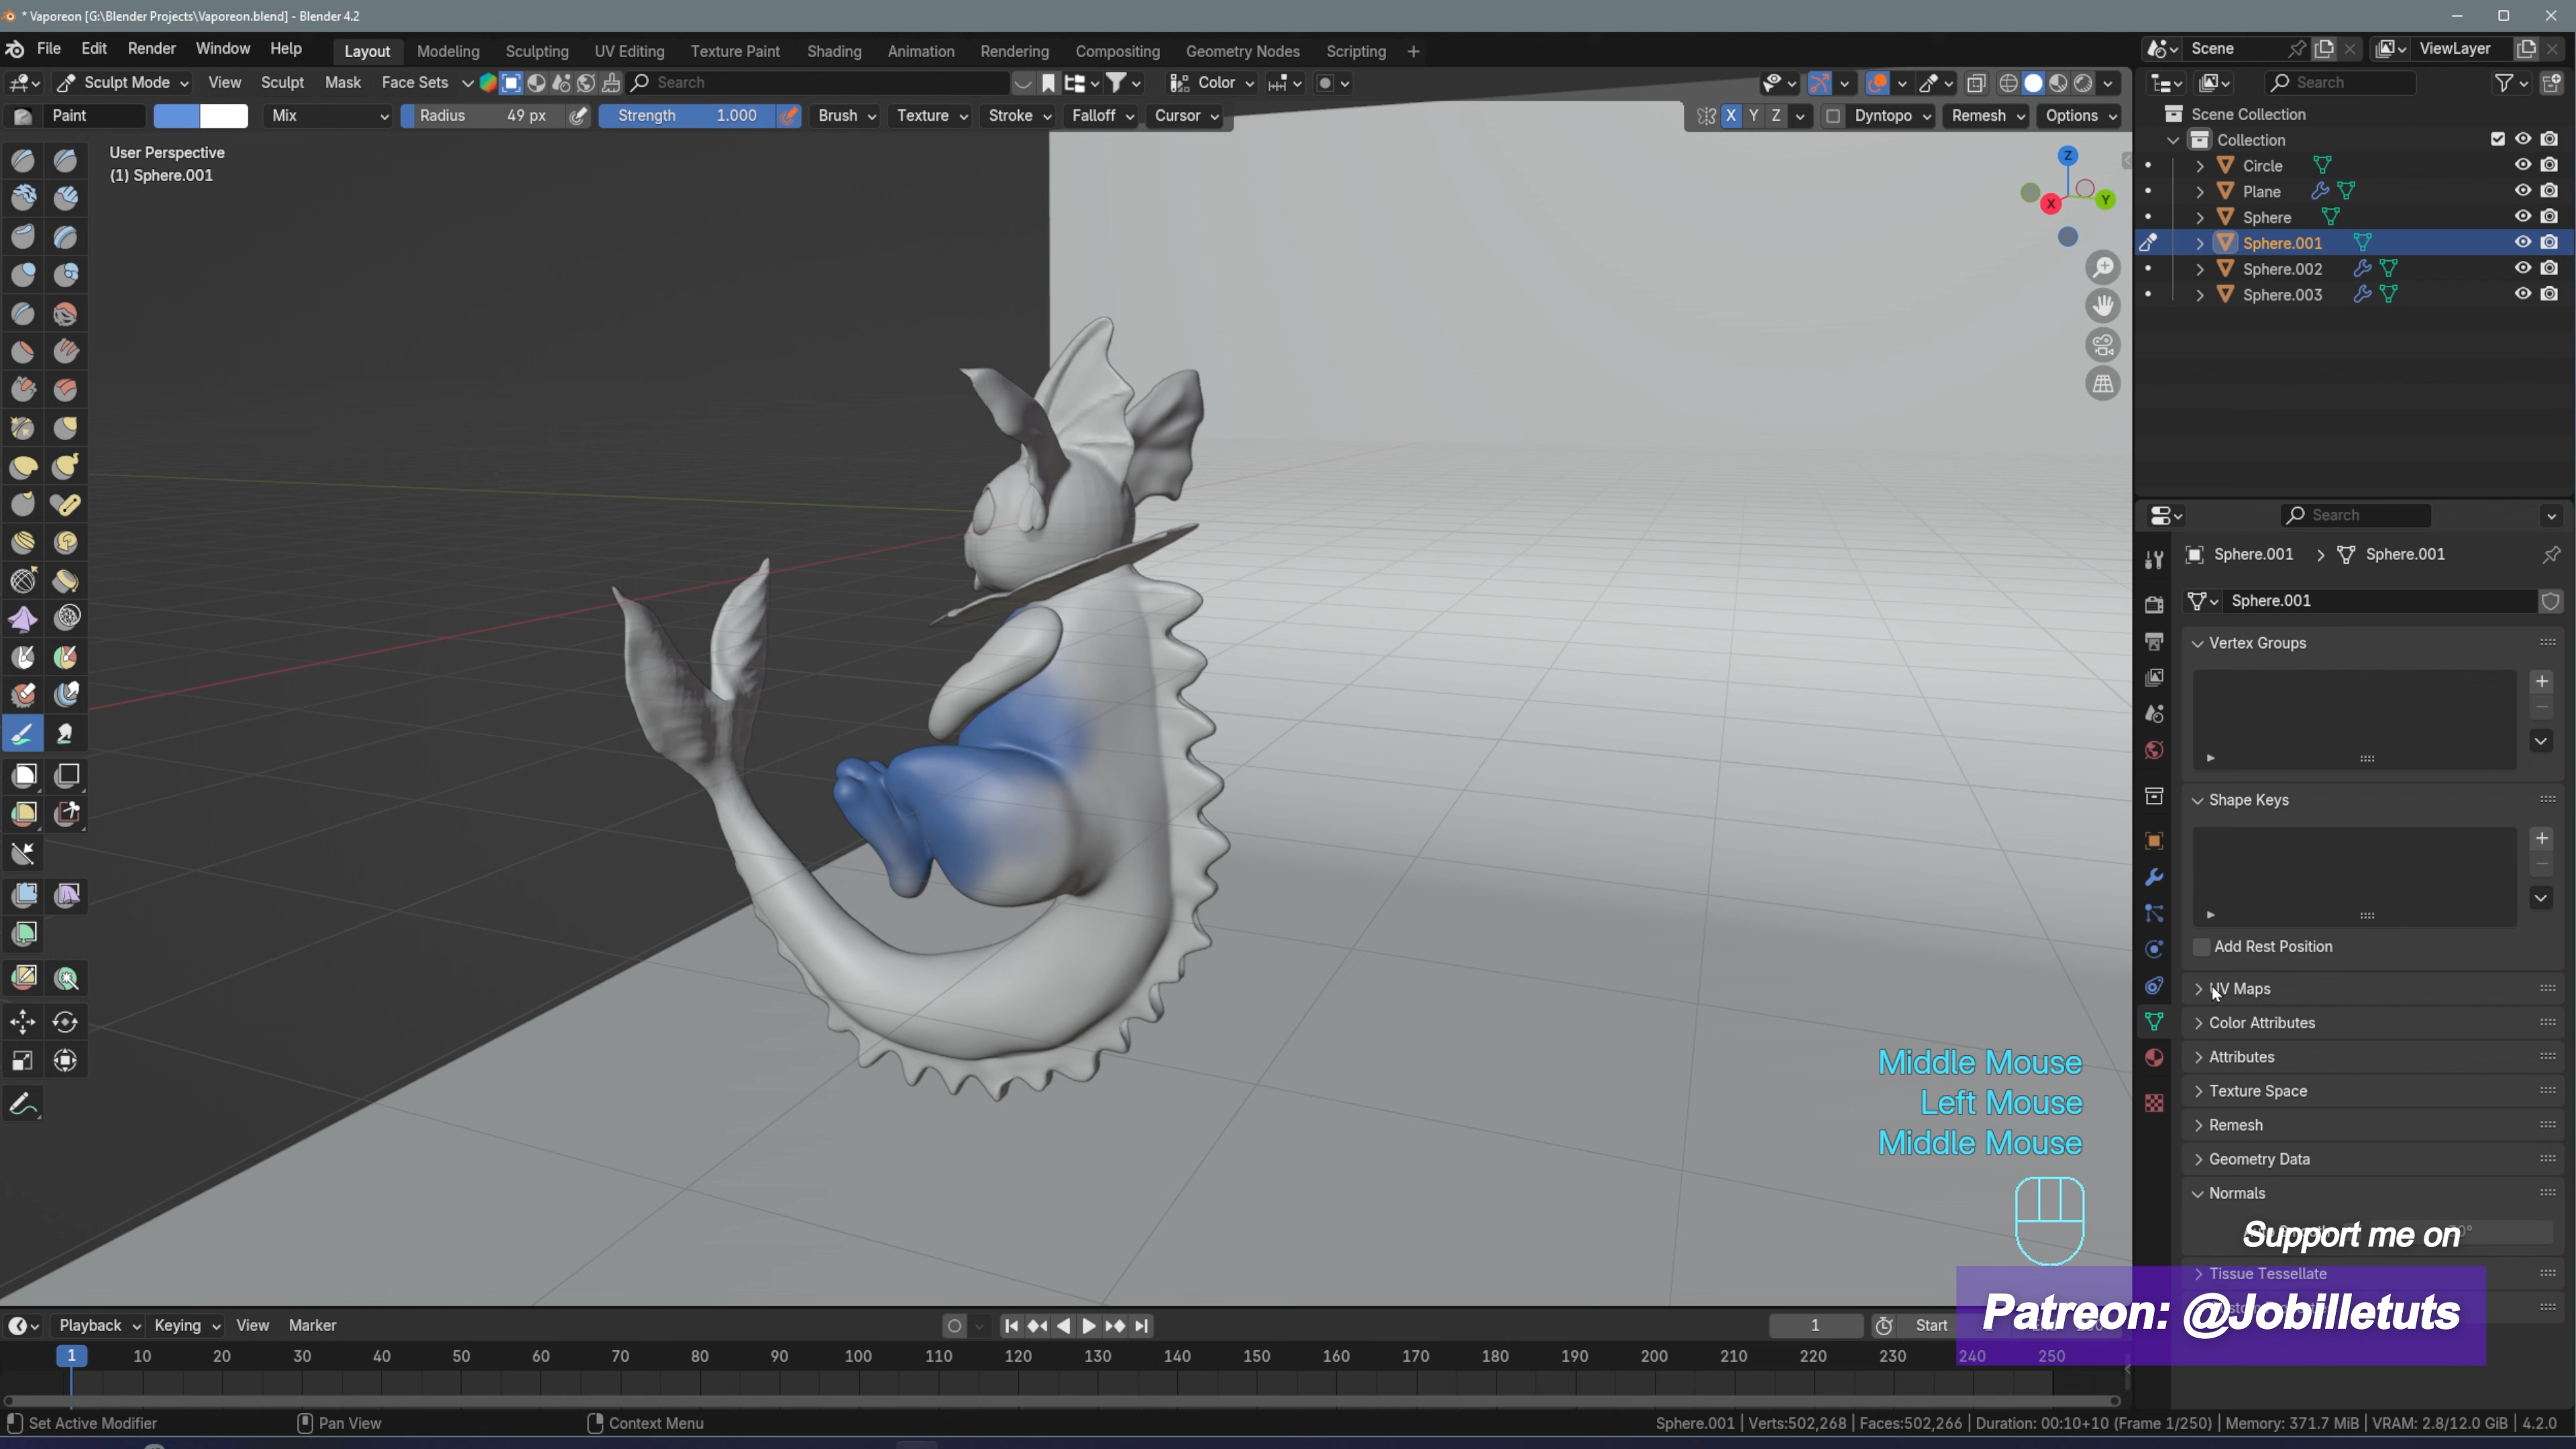 * Vaporeon [G:\Blender Projects\Vaporeon.blend] - Blender 4.2
File Edit Render Window Help Layout Modeling Sculpting UV Editing Texture Paint Shading Animation Rendering Compositing Geometry Nodes Scripting + Scene ViewLayer
Sculpt Mode View Sculpt Mask Face Sets Search Color Search
Paint Mix Radius 49 px Strength 1.000 Brush Texture Stroke Falloff Cursor X Y Z Dyntopo Remesh Options
User Perspective
(1) Sphere.001
Z
X
Y
Scene Collection
Collection
Circle
Plane
Sphere
Sphere.001
Sphere.002
Sphere.003
Search
Sphere.001 > Sphere.001
Sphere.001
Vertex Groups
Shape Keys
Add Rest Position
UV Maps
Color Attributes
Attributes
Texture Space
Remesh
Geometry Data
Normals
Tissue Tessellate
Middle Mouse
Left Mouse
Middle Mouse
Support me on
Patreon: @Jobilletuts
Playback Keying View Marker 1 Start
1 10 20 30 40 50 60 70 80 90 100 110 120 130 140 150 160 170 180 190 200 210 220 230 240 250
Set Active Modifier Pan View Context Menu Sphere.001 | Verts:502,268 | Faces:502,266 | Duration: 00:10+10 (Frame 1/250) | Memory: 371.7 MiB | VRAM: 2.8/12.0 GiB | 4.2.0